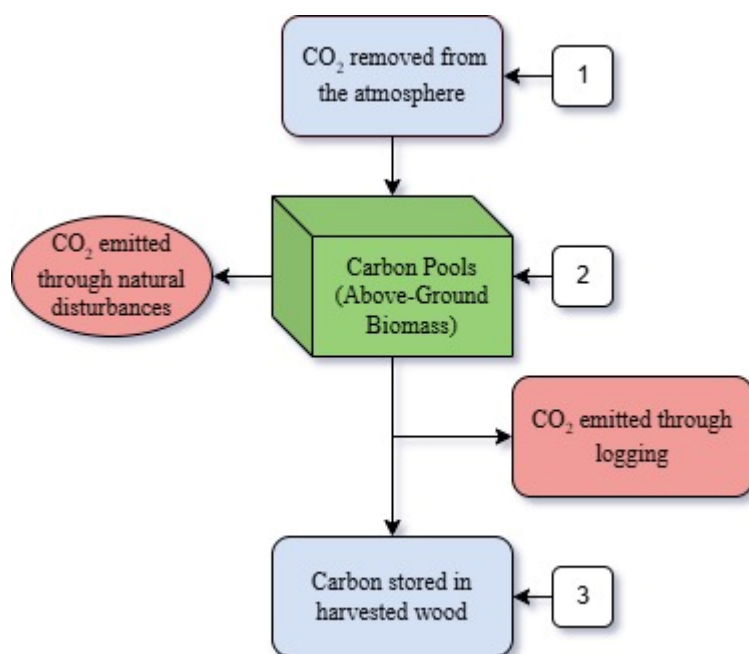 CO₂ removed from
the atmosphere
1
CO₂ emitted
through natural
disturbances
Carbon Pools
(Above-Ground
Biomass)
2
CO₂ emitted through
logging
Carbon stored in
harvested wood
3